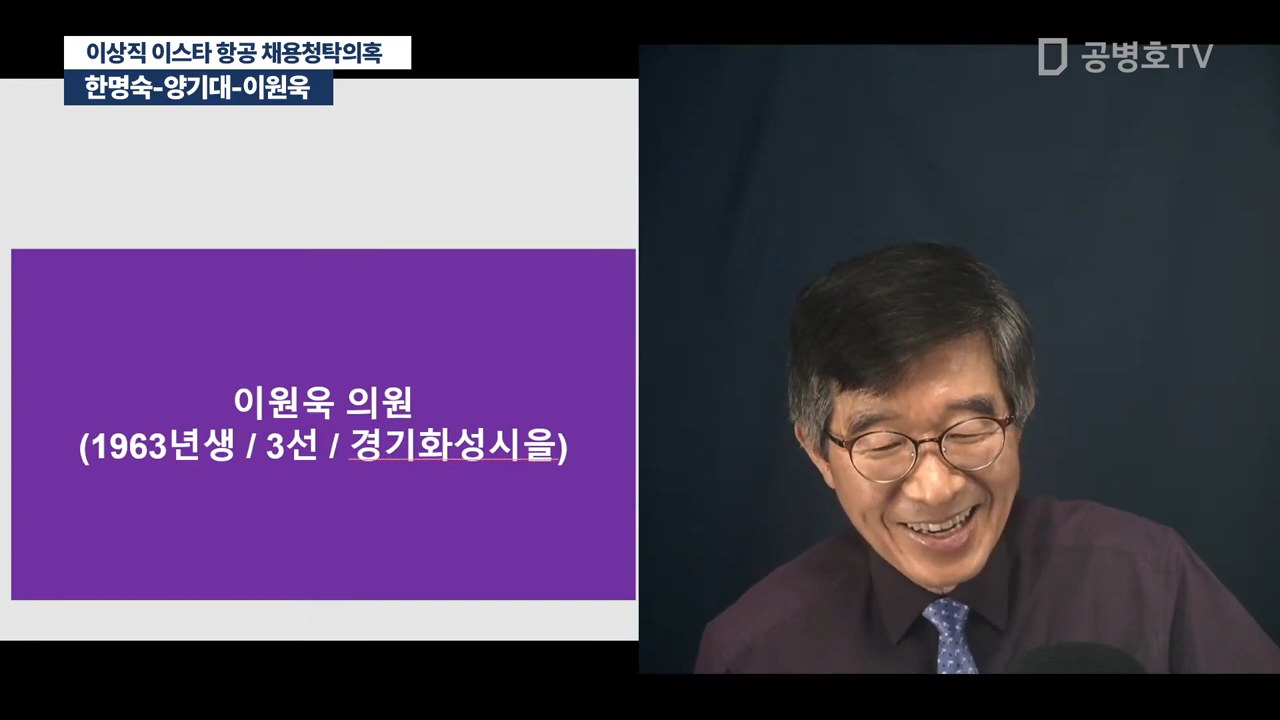 이상직 이스타 항공 채용청탁의혹
한명숙-양기대-이원욱
공병호TV
이원욱 의원
(1963년생 / 3선 / 경기화성시을)